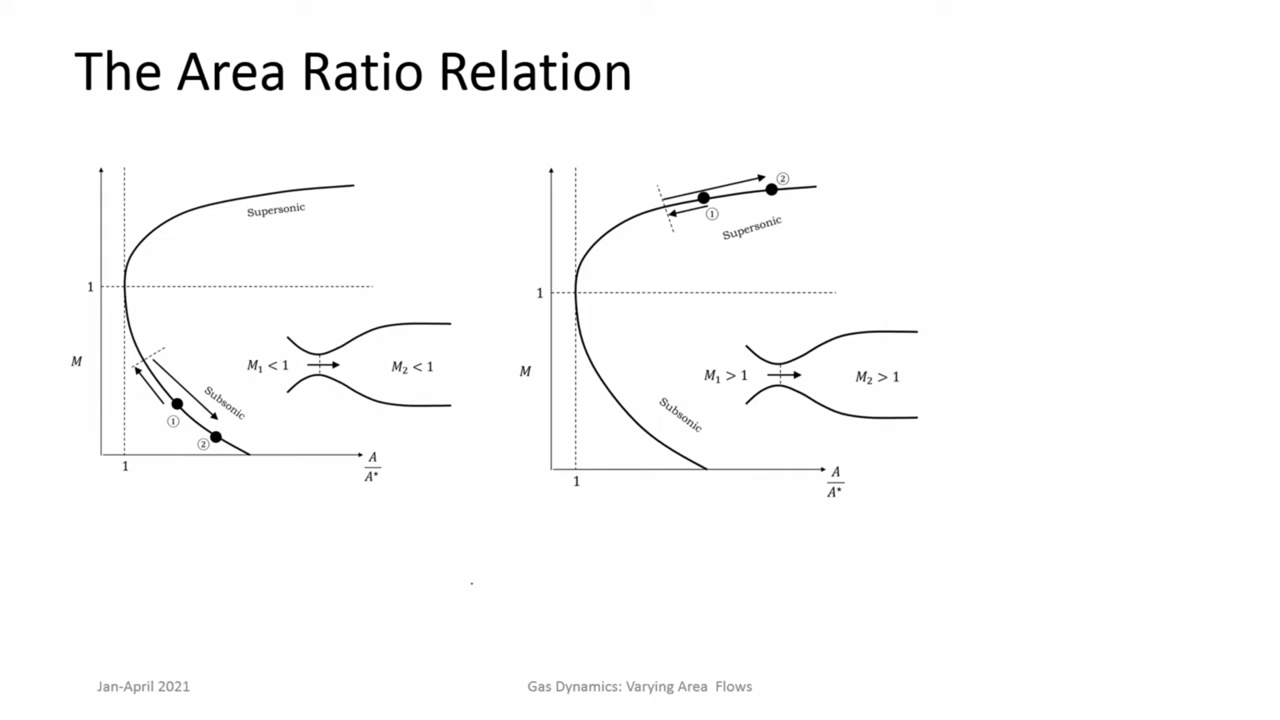 The Area Ratio Relation
Supersonic
1
M
M₁ < 1
M₂ < 1
Subsonic
①
②
1
A
A*
②
①
Supersonic
1
M
M₁ > 1
M₂ > 1
Subsonic
1
A
A*
Jan-April 2021
Gas Dynamics: Varying Area Flows